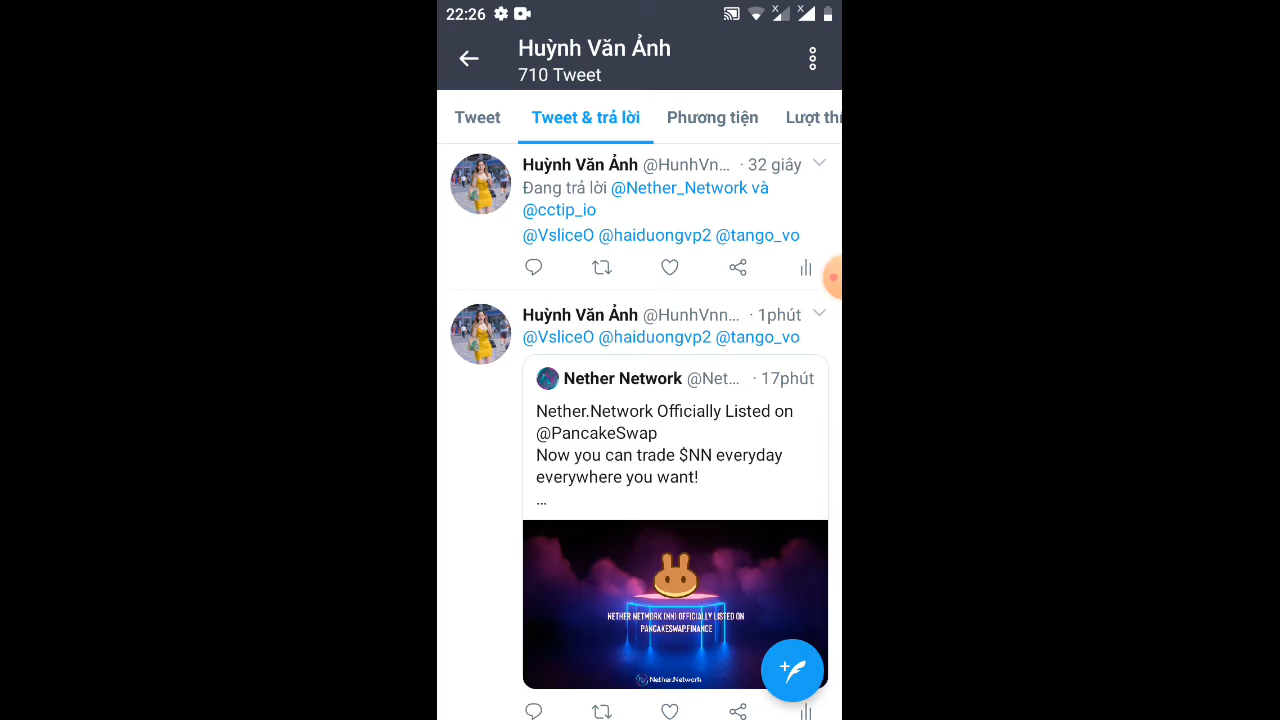 22:26
Huỳnh Văn Ảnh
710 Tweet
Tweet Tweet & trả lời Phương tiện Lượt thí
Huỳnh Văn Ảnh @HunhVn... · 32 giây
Đang trả lời @Nether_Network và
@cctip_io
@VsliceO @haiduongvp2 @tango_vo
Huỳnh Văn Ảnh @HunhVnn... · 1phút
@VsliceO @haiduongvp2 @tango_vo
Nether Network @Net... · 17phút
Nether.Network Officially Listed on
@PancakeSwap
Now you can trade $NN everyday
everywhere you want!
...
NETHER NETWORK (NN) OFFICIALLY LISTED ON
PANCAKESWAP.FINANCE
Nether.Network